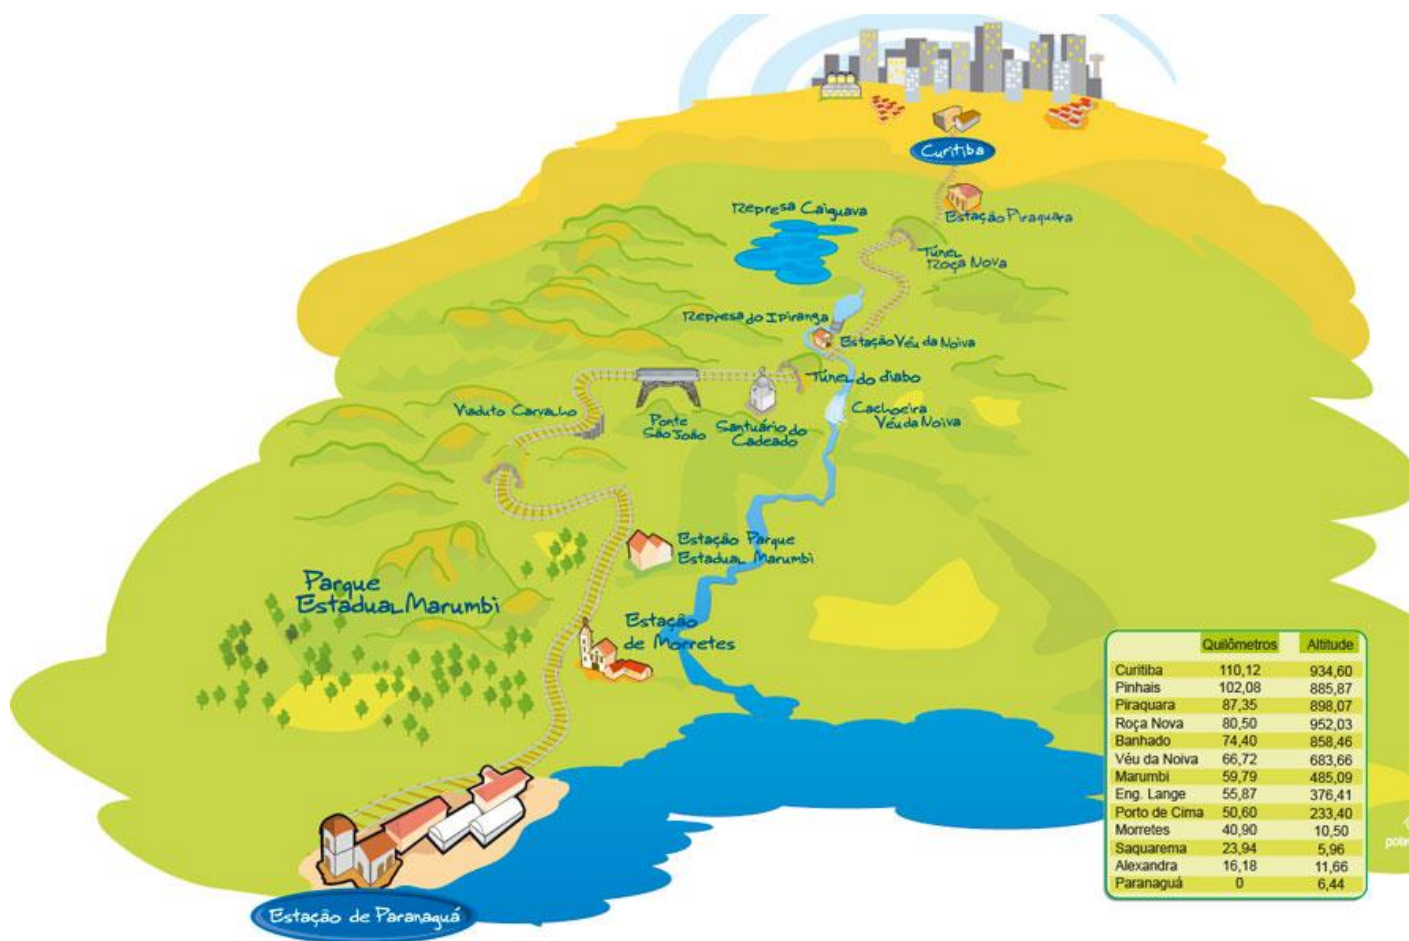 Curitiba
Represa Caiguava
Estação Piraquara
Túnel
Roça Nova
Represa do Ipiranga
Estação Véu da Noiva
Túnel do diabo
Viaduto Carvalho
Ponte
São João
Santuário do
Cadeado
Cachoeira
Véu da Noiva
Estação Parque
Estadual Marumbi
Parque
Estadual Marumbi
Estação
de Morretes
Estação de Paranaguá
Quilômetros Altitude
Curitiba 110,12 934,60
Pinhais 102,08 885,87
Piraquara 87,35 898,07
Roça Nova 80,50 952,03
Banhado 74,40 858,46
Véu da Noiva 66,72 683,66
Marumbi 59,79 485,09
Eng. Lange 55,87 376,41
Porto de Cima 50,60 233,40
Morretes 40,90 10,50
Saquarema 23,94 5,96
Alexandra 16,18 11,66
Paranaguá 0 6,44